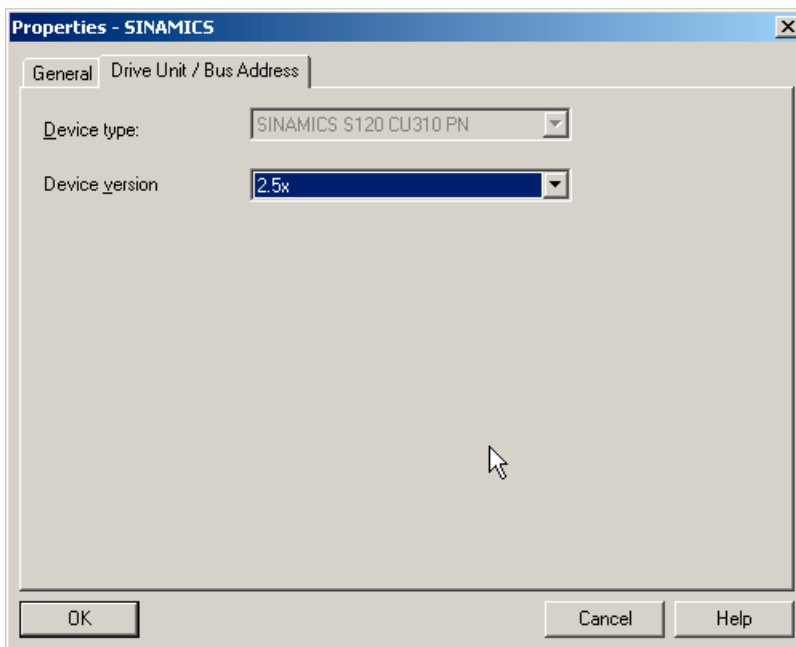 Properties - SINAMICS
General Drive Unit / Bus Address
Device type: SINAMICS S120 CU310 PN
Device version 2.5x
OK Cancel Help